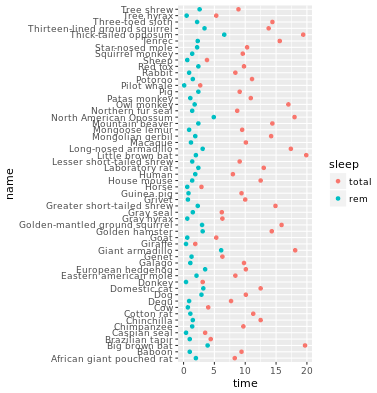 Tree shrew
Tree hyrax
Three-toed sloth
Thirteen-lined ground squirrel
Thick-tailed opposum
Tenrec
Star-nosed mole
Squirrel monkey
Sheep
Red fox
Rabbit
Potoroo
Pilot whale
Pig
Patas monkey
Owl monkey
Northern fur seal
North American Opossum
Mountain beaver
Mongoose lemur
Mongolian gerbil
Macaque
Long-nosed armadillo
Little brown bat
Lesser short-tailed shrew
Laboratory rat
Human
House mouse
Horse
Guinea pig
Grivet
Greater short-tailed shrew
Gray seal
Gray hyrax
Golden-mantled ground squirrel
Golden hamster
Goat
Giraffe
Giant armadillo
Genet
Galago
European hedgehog
Eastern american mole
Donkey
Domestic cat
Dog
Degu
Cow
Cotton rat
Chinchilla
Chimpanzee
Caspian seal
Brazilian tapir
Big brown bat
Baboon
African giant pouched rat
name
0 5 10 15 20
time
sleep
total
rem